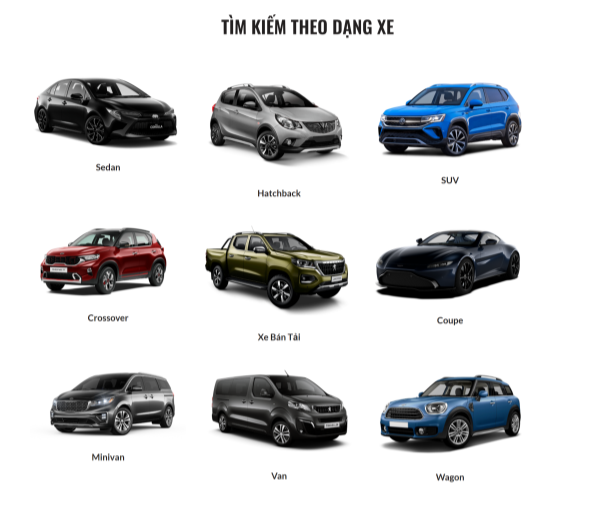 TÌM KIẾM THEO DẠNG XE
Sedan
Hatchback
SUV
Crossover
Xe Bán Tải
Coupe
Minivan
Van
Wagon